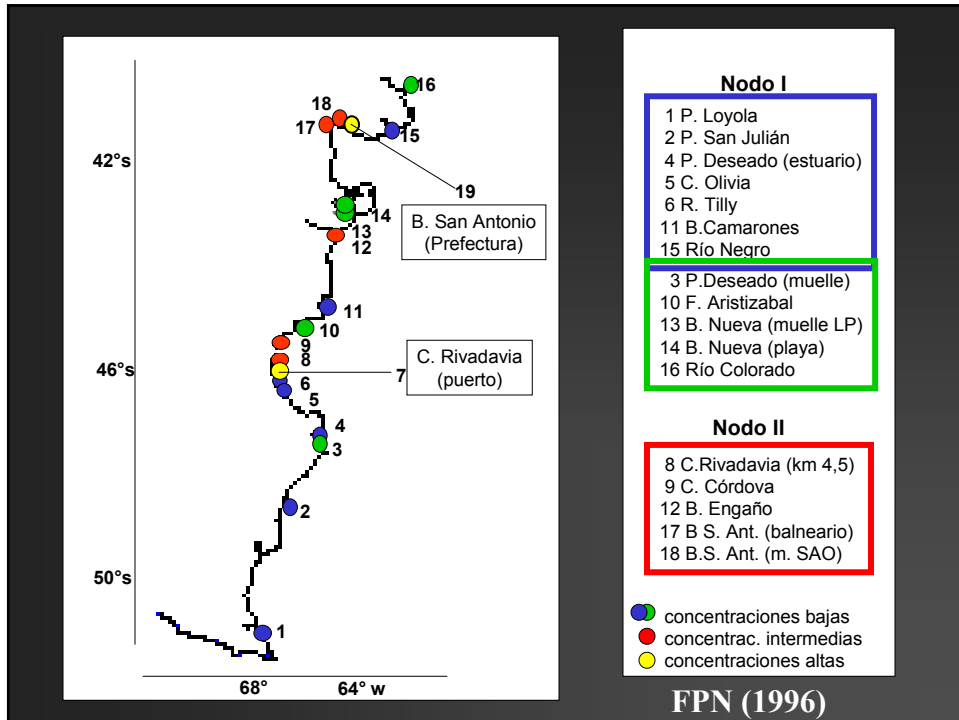 16
18
17
15
42°s
19
B. San Antonio
(Prefectura)
14
13
12
11
10
9
8
C. Rivadavia
(puerto)
46°s
7
6
5
4
3
2
50°s
1
68°
64° w
Nodo I
1 P. Loyola
2 P. San Julián
4 P. Deseado (estuario)
5 C. Olivia
6 R. Tilly
11 B.Camarones
15 Río Negro
3 P.Deseado (muelle)
10 F. Aristizabal
13 B. Nueva (muelle LP)
14 B. Nueva (playa)
16 Río Colorado
Nodo II
8 C.Rivadavia (km 4,5)
9 C. Córdova
12 B. Engaño
17 B S. Ant. (balneario)
18 B.S. Ant. (m. SAO)
concentraciones bajas
concentrac. intermedias
concentraciones altas
FPN (1996)